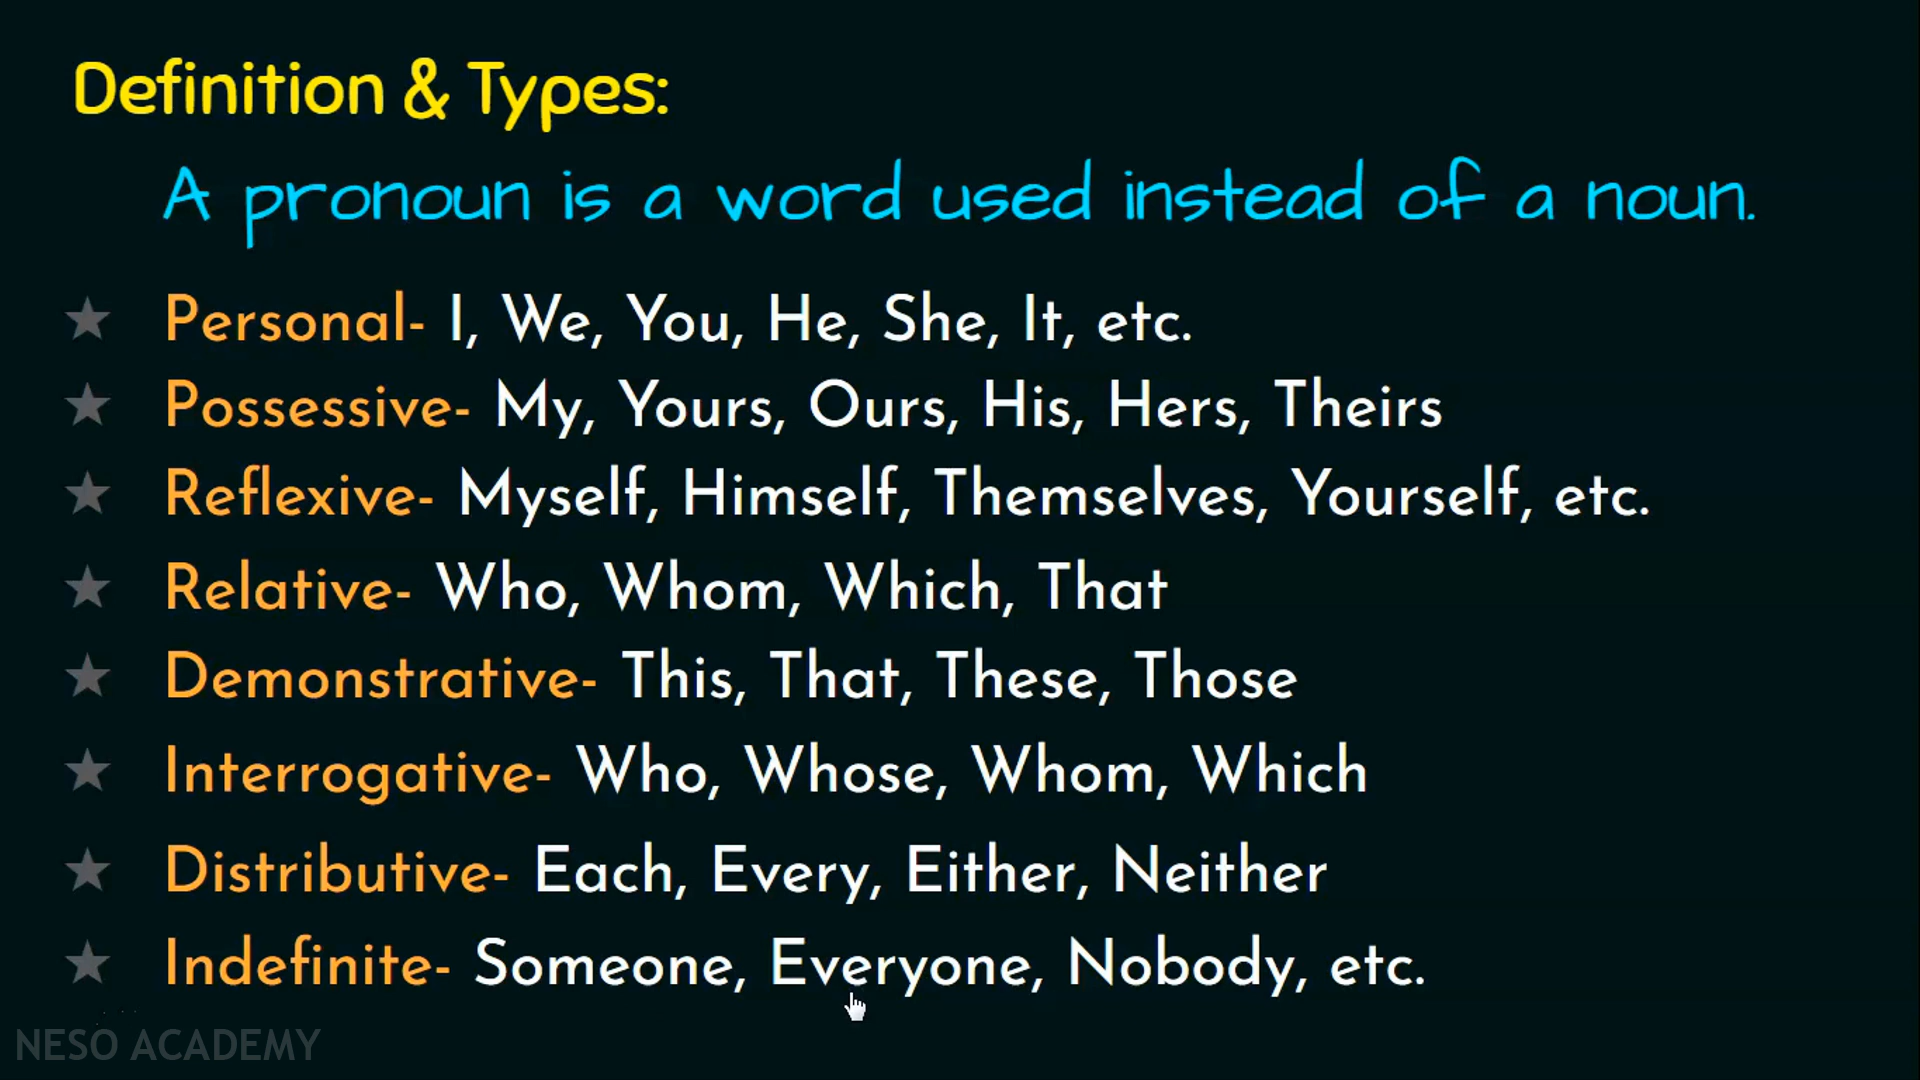 Definition & Types:
A pronoun is a word used instead of a noun.
★ Personal- I, We, You, He, She, It, etc.
★ Possessive- My, Yours, Ours, His, Hers, Theirs
★ Reflexive- Myself, Himself, Themselves, Yourself, etc.
★ Relative- Who, Whom, Which, That
★ Demonstrative- This, That, These, Those
★ Interrogative- Who, Whose, Whom, Which
★ Distributive- Each, Every, Either, Neither
★ Indefinite- Someone, Everyone, Nobody, etc.
NESO ACADEMY